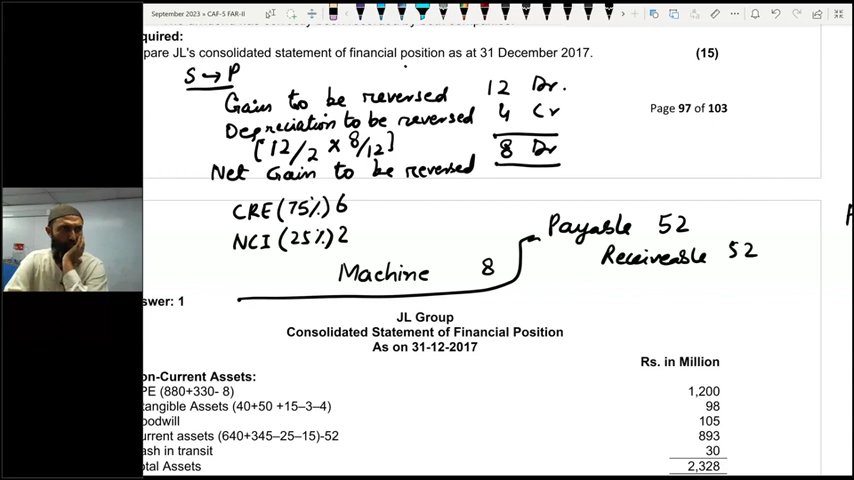 September 2023 » CAF-5 FAR-II
quired:
pare JL's consolidated statement of financial position as at 31 December 2017. (15)
S → P
Gain to be reversed 12 Dr.
Depreciation to be reversed 4 Cr
[12/2 × 8/12]
Net Gain to be reversed 8 Dr
Page 97 of 103
CRE (75%) 6
NCI (25%) 2
Machine 8
Payable 52
Receiveable 52
swer: 1
JL Group
Consolidated Statement of Financial Position
As on 31-12-2017
Rs. in Million
on-Current Assets:
PE (880+330- 8) 1,200
tangible Assets (40+50 +15–3–4) 98
oodwill 105
urrent assets (640+345–25–15)-52 893
ash in transit 30
otal Assets 2,328